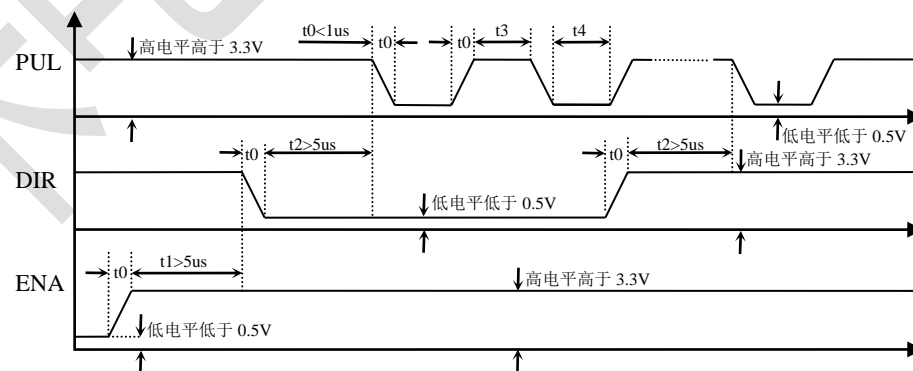 t0<1us
t0
t0
t3
t4
高电平高于 3.3V
PUL
低电平低于 0.5V
t0
t2>5us
t0
t2>5us
高电平高于 3.3V
DIR
低电平低于 0.5V
t0
t1>5us
ENA
高电平高于 3.3V
低电平低于 0.5V